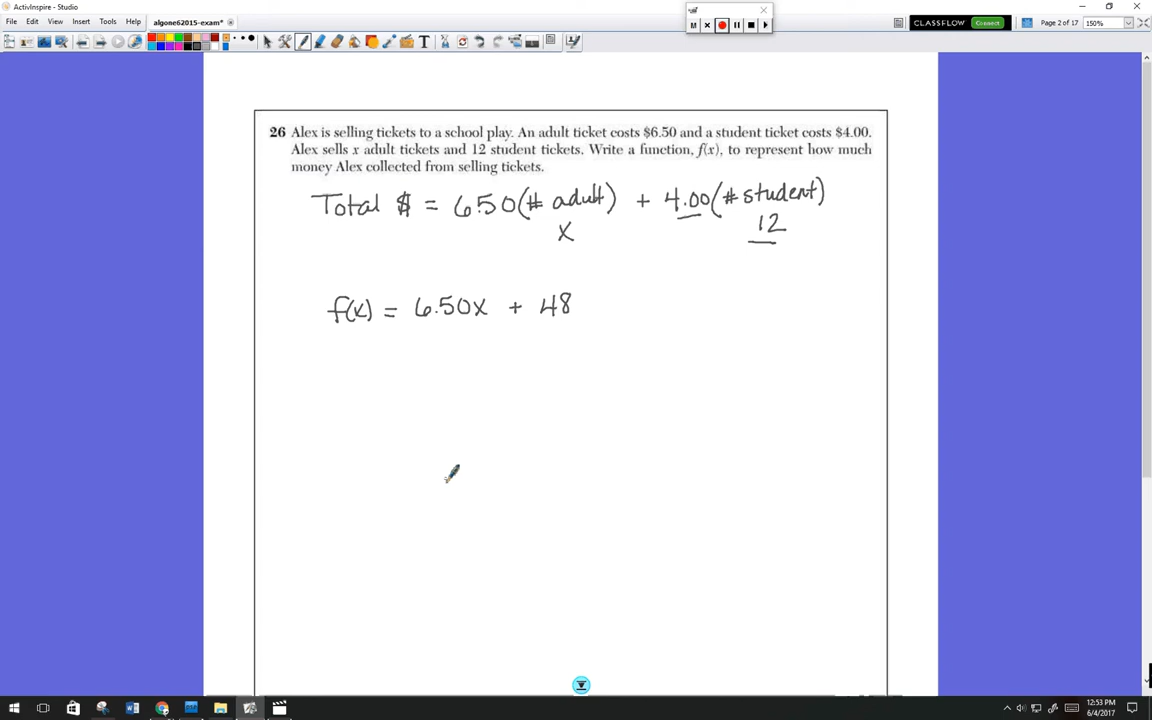 ActivInspire - Studio
File Edit View Insert Tools Help algone62015-exam* CLASSFLOW Connect Page 2 of 17 150%
M
26 Alex is selling tickets to a school play. An adult ticket costs $6.50 and a student ticket costs $4.00.
Alex sells x adult tickets and 12 student tickets. Write a function, f(x), to represent how much
money Alex collected from selling tickets.
Total $ = 6.50(# adult) + 4.00(# student)
x 12
f(x) = 6.50x + 48
12:53 PM
6/4/2017